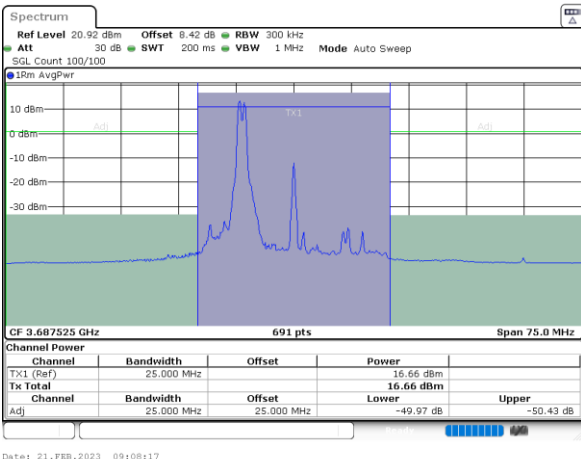 Spectrum
Ref Level 20.92 dBm Offset 8.42 dB RBW 300 kHz
Att 30 dB SWT 200 ms VBW 1 MHz Mode Auto Sweep
SGL Count 100/100
1Rm AvgPwr
10 dBm
TX1
0 dBm
Adj
Adj
-10 dBm
-20 dBm
-30 dBm
CF 3.687525 GHz 691 pts Span 75.0 MHz
Channel Power
Channel Bandwidth Offset Power
TX1 (Ref) 25.000 MHz 16.66 dBm
Tx Total 16.66 dBm
Channel Bandwidth Offset Lower Upper
Adj 25.000 MHz 25.000 MHz -49.97 dB -50.43 dB
Date: 21.FEB.2023 09:08:17